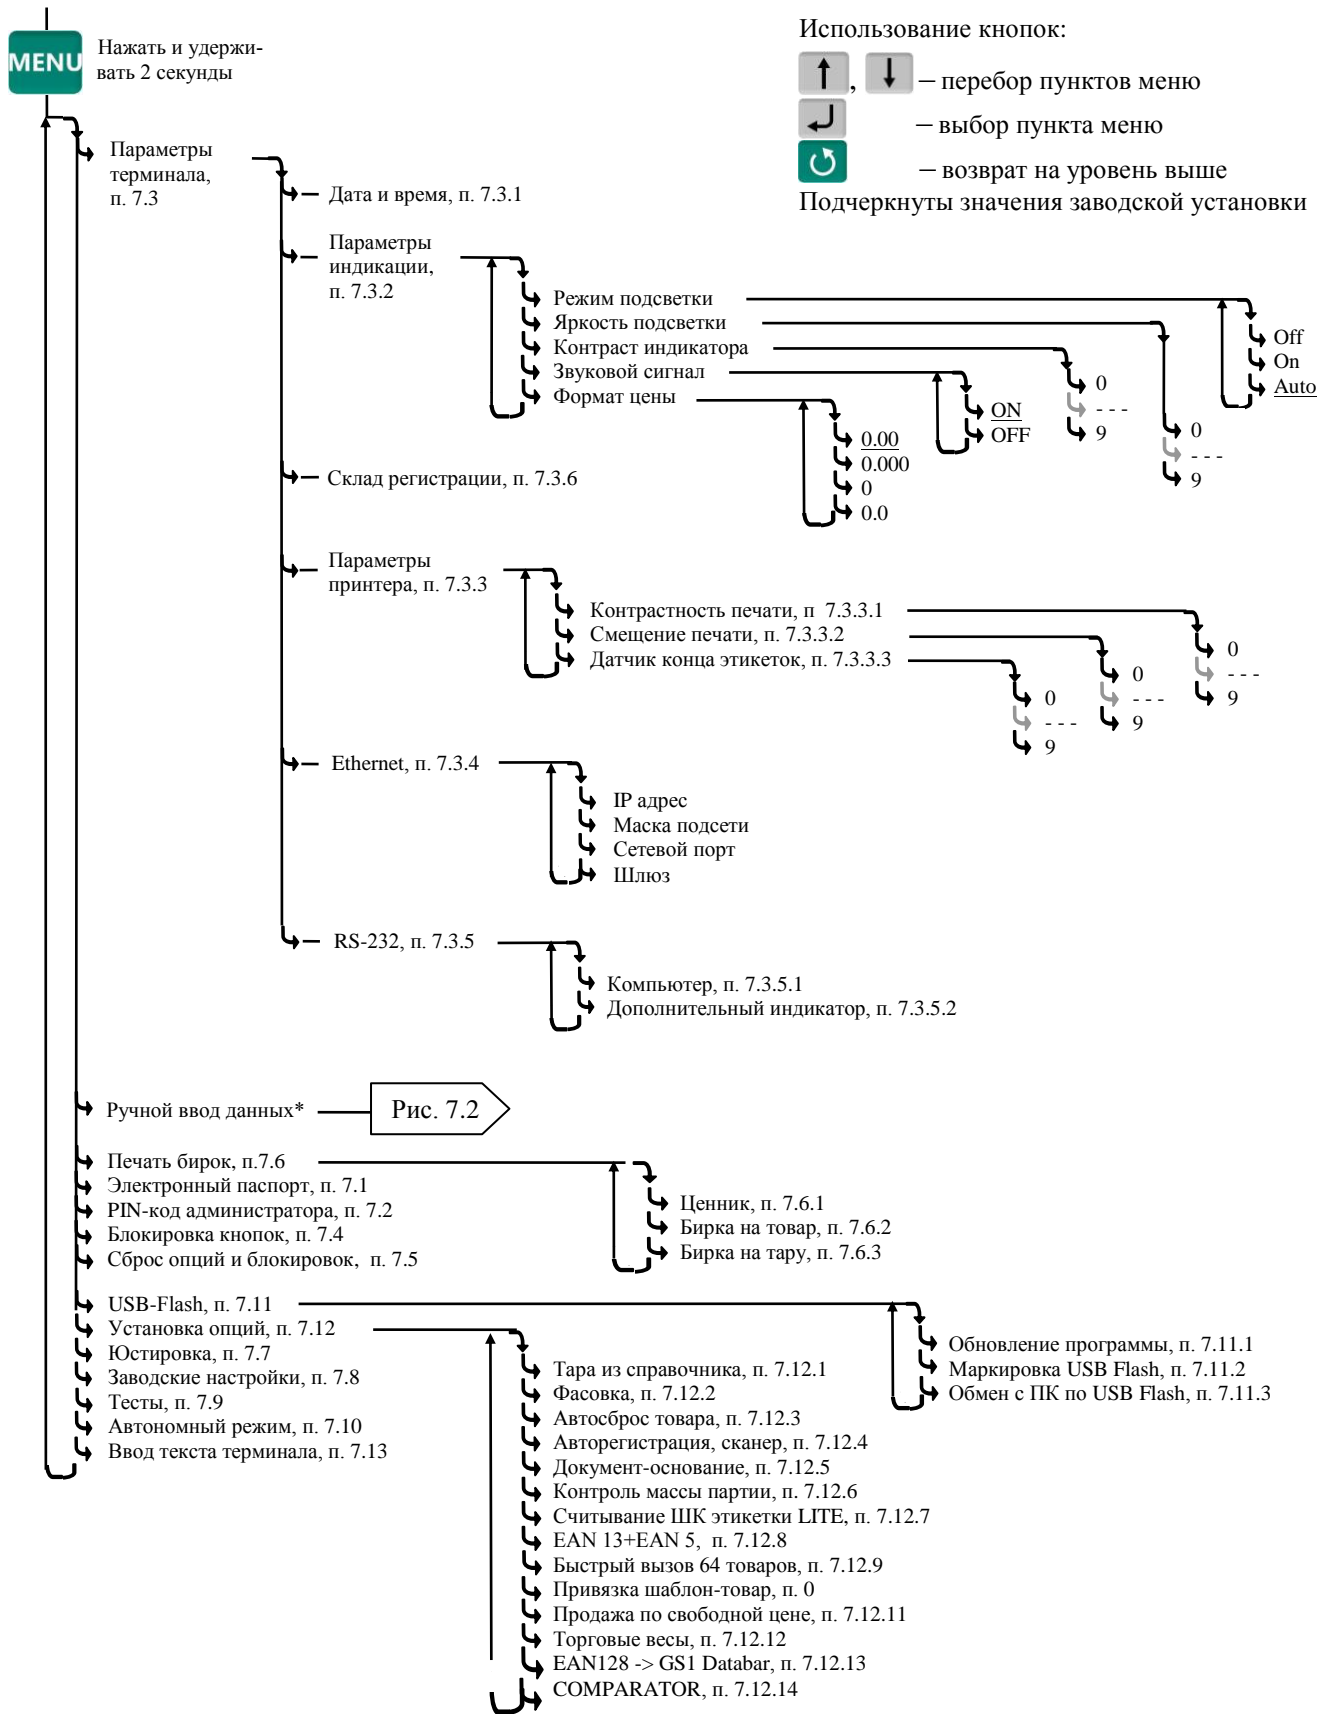 MENU
Нажать и удержи-
вать 2 секунды
Использование кнопок:
, – перебор пунктов меню
– выбор пункта меню
– возврат на уровень выше
Подчеркнуты значения заводской установки
Параметры
терминала,
п. 7.3
Дата и время, п. 7.3.1
Параметры
индикации,
п. 7.3.2
Режим подсветки
Яркость подсветки
Контраст индикатора
Звуковой сигнал
Формат цены
Off
On
Auto
0
- - -
9
0
- - -
9
ON
OFF
0.00
0.000
0
0.0
Склад регистрации, п. 7.3.6
Параметры
принтера, п. 7.3.3
Контрастность печати, п 7.3.3.1
Смещение печати, п. 7.3.3.2
Датчик конца этикеток, п. 7.3.3.3
0
- - -
9
0
- - -
9
0
- - -
9
Ethernet, п. 7.3.4
IP адрес
Маска подсети
Сетевой порт
Шлюз
RS-232, п. 7.3.5
Компьютер, п. 7.3.5.1
Дополнительный индикатор, п. 7.3.5.2
Ручной ввод данных*
Рис. 7.2
Печать бирок, п.7.6
Электронный паспорт, п. 7.1
PIN-код администратора, п. 7.2
Блокировка кнопок, п. 7.4
Сброс опций и блокировок, п. 7.5
Ценник, п. 7.6.1
Бирка на товар, п. 7.6.2
Бирка на тару, п. 7.6.3
USB-Flash, п. 7.11
Установка опций, п. 7.12
Юстировка, п. 7.7
Заводские настройки, п. 7.8
Тесты, п. 7.9
Автономный режим, п. 7.10
Ввод текста терминала, п. 7.13
Обновление программы, п. 7.11.1
Маркировка USB Flash, п. 7.11.2
Обмен с ПК по USB Flash, п. 7.11.3
Тара из справочника, п. 7.12.1
Фасовка, п. 7.12.2
Автосброс товара, п. 7.12.3
Авторегистрация, сканер, п. 7.12.4
Документ-основание, п. 7.12.5
Контроль массы партии, п. 7.12.6
Считывание ШК этикетки LITE, п. 7.12.7
EAN 13+EAN 5, п. 7.12.8
Быстрый вызов 64 товаров, п. 7.12.9
Привязка шаблон-товар, п. 0
Продажа по свободной цене, п. 7.12.11
Торговые весы, п. 7.12.12
EAN128 -> GS1 Databar, п. 7.12.13
COMPARATOR, п. 7.12.14